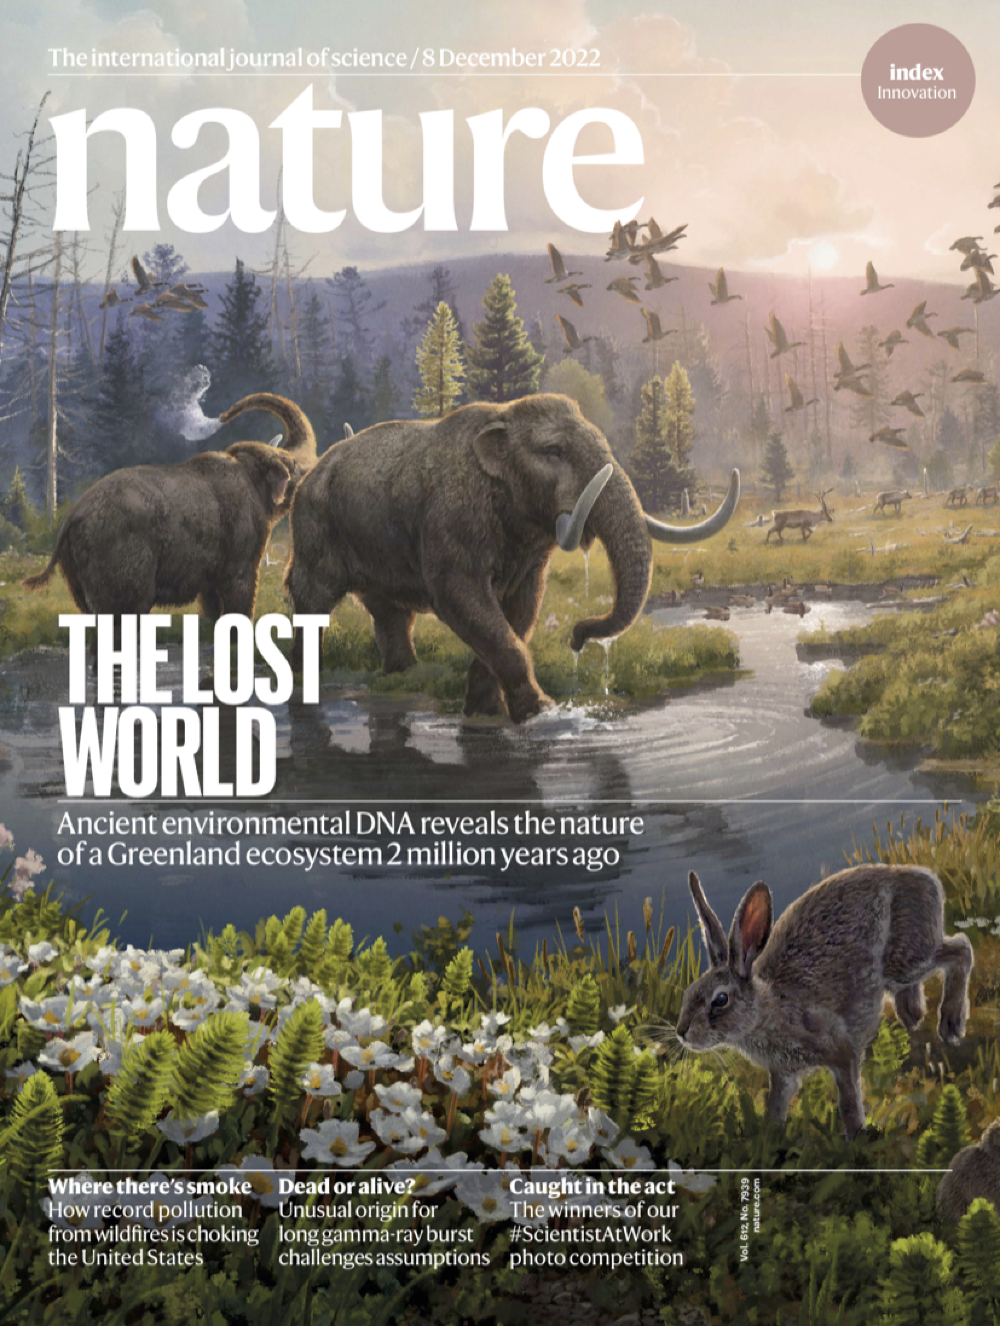 The international journal of science / 8 December 2022
index
Innovation
nature
THE LOST
WORLD
Ancient environmental DNA reveals the nature
of a Greenland ecosystem 2 million years ago
Where there's smoke
How record pollution
from wildfires is choking
the United States
Dead or alive?
Unusual origin for
long gamma-ray burst
challenges assumptions
Caught in the act
The winners of our
#ScientistAtWork
photo competition
Vol. 612, No. 7939
nature.com